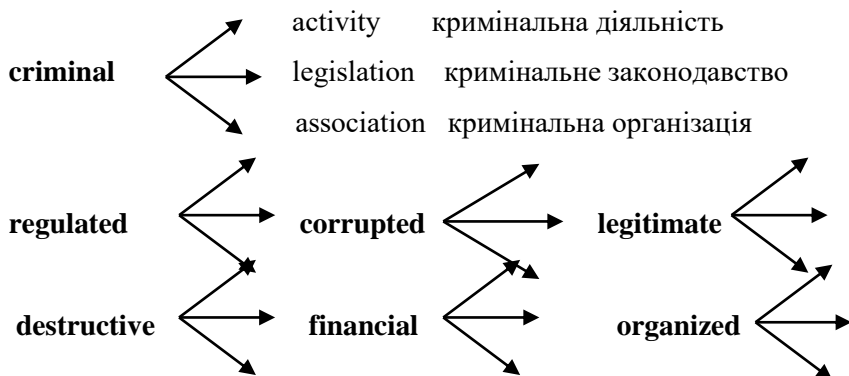 activity кримінальна діяльність
criminal legislation кримінальне законодавство
association кримінальна організація
regulated corrupted legitimate
destructive financial organized